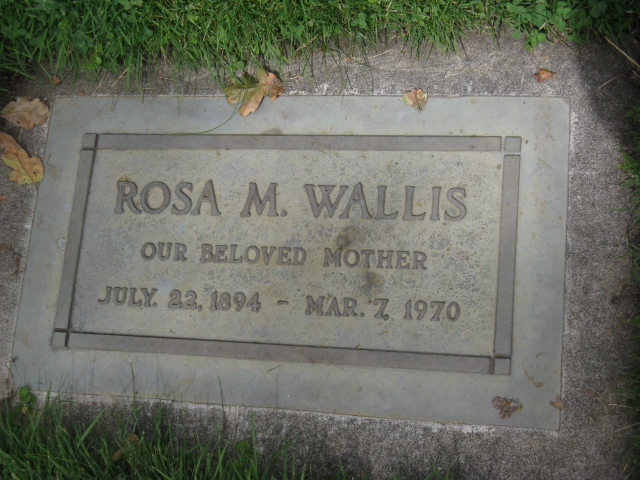 ROSA M. WALLIS
OUR BELOVED MOTHER
JULY. 22, 1894 - MAR. 7, 1970